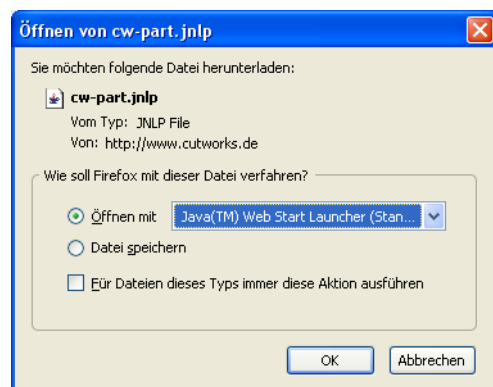 Öffnen von cw-part.jnlp
Sie möchten folgende Datei herunterladen:
cw-part.jnlp
Vom Typ: JNLP File
Von: http://www.cutworks.de
Wie soll Firefox mit dieser Datei verfahren?
Öffnen mit Java(TM) Web Start Launcher (Stan...
Datei speichern
Für Dateien dieses Typs immer diese Aktion ausführen
OK Abbrechen